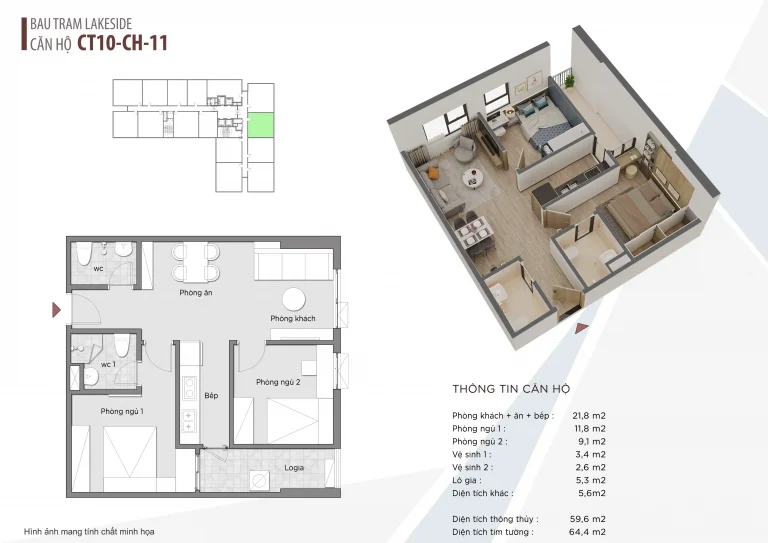 BAU TRAM LAKESIDE
CĂN HỘ CT10-CH-11
wc
Phòng ăn
Phòng khách
wc 1
Phòng ngủ 1
Bếp
Phòng ngủ 2
Logia
Hình ảnh mang tính chất minh họa
THÔNG TIN CĂN HỘ
Phòng khách + ăn + bếp : 21,8 m2
Phòng ngủ 1 : 11,8 m2
Phòng ngủ 2 : 9,1 m2
Vệ sinh 1 : 3,4 m2
Vệ sinh 2 : 2,6 m2
Lô gia : 5,3 m2
Diện tích khác : 5,6m2
Diện tích thông thủy : 59,6 m2
Diện tích tim tường : 64,4 m2